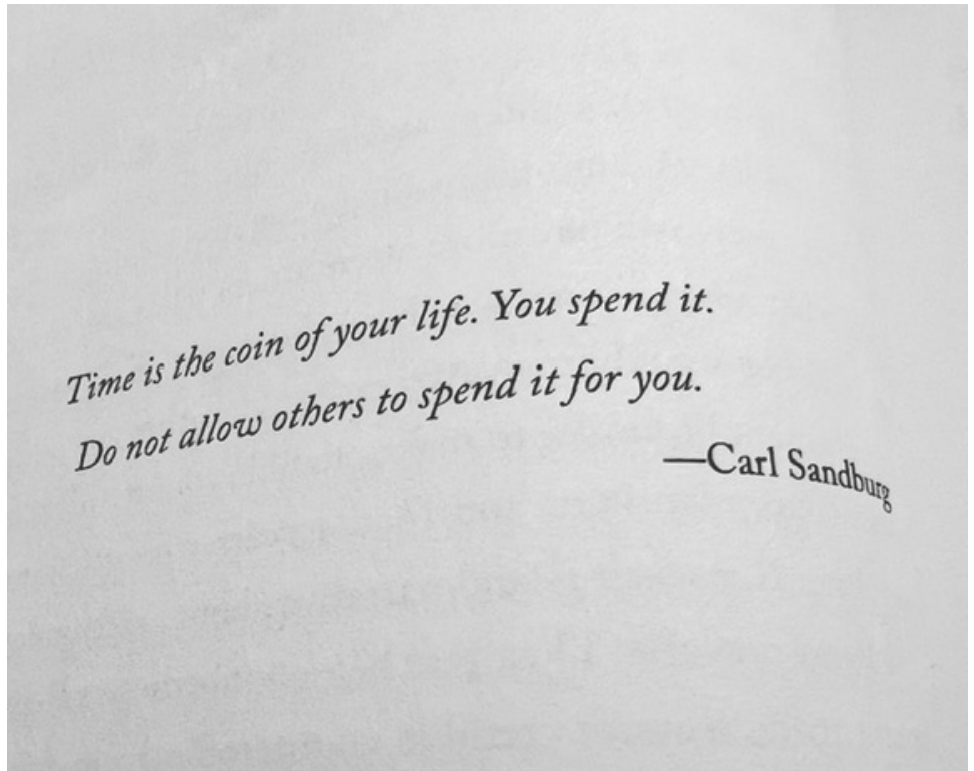 Time is the coin of your life. You spend it.
Do not allow others to spend it for you.
—Carl Sandburg